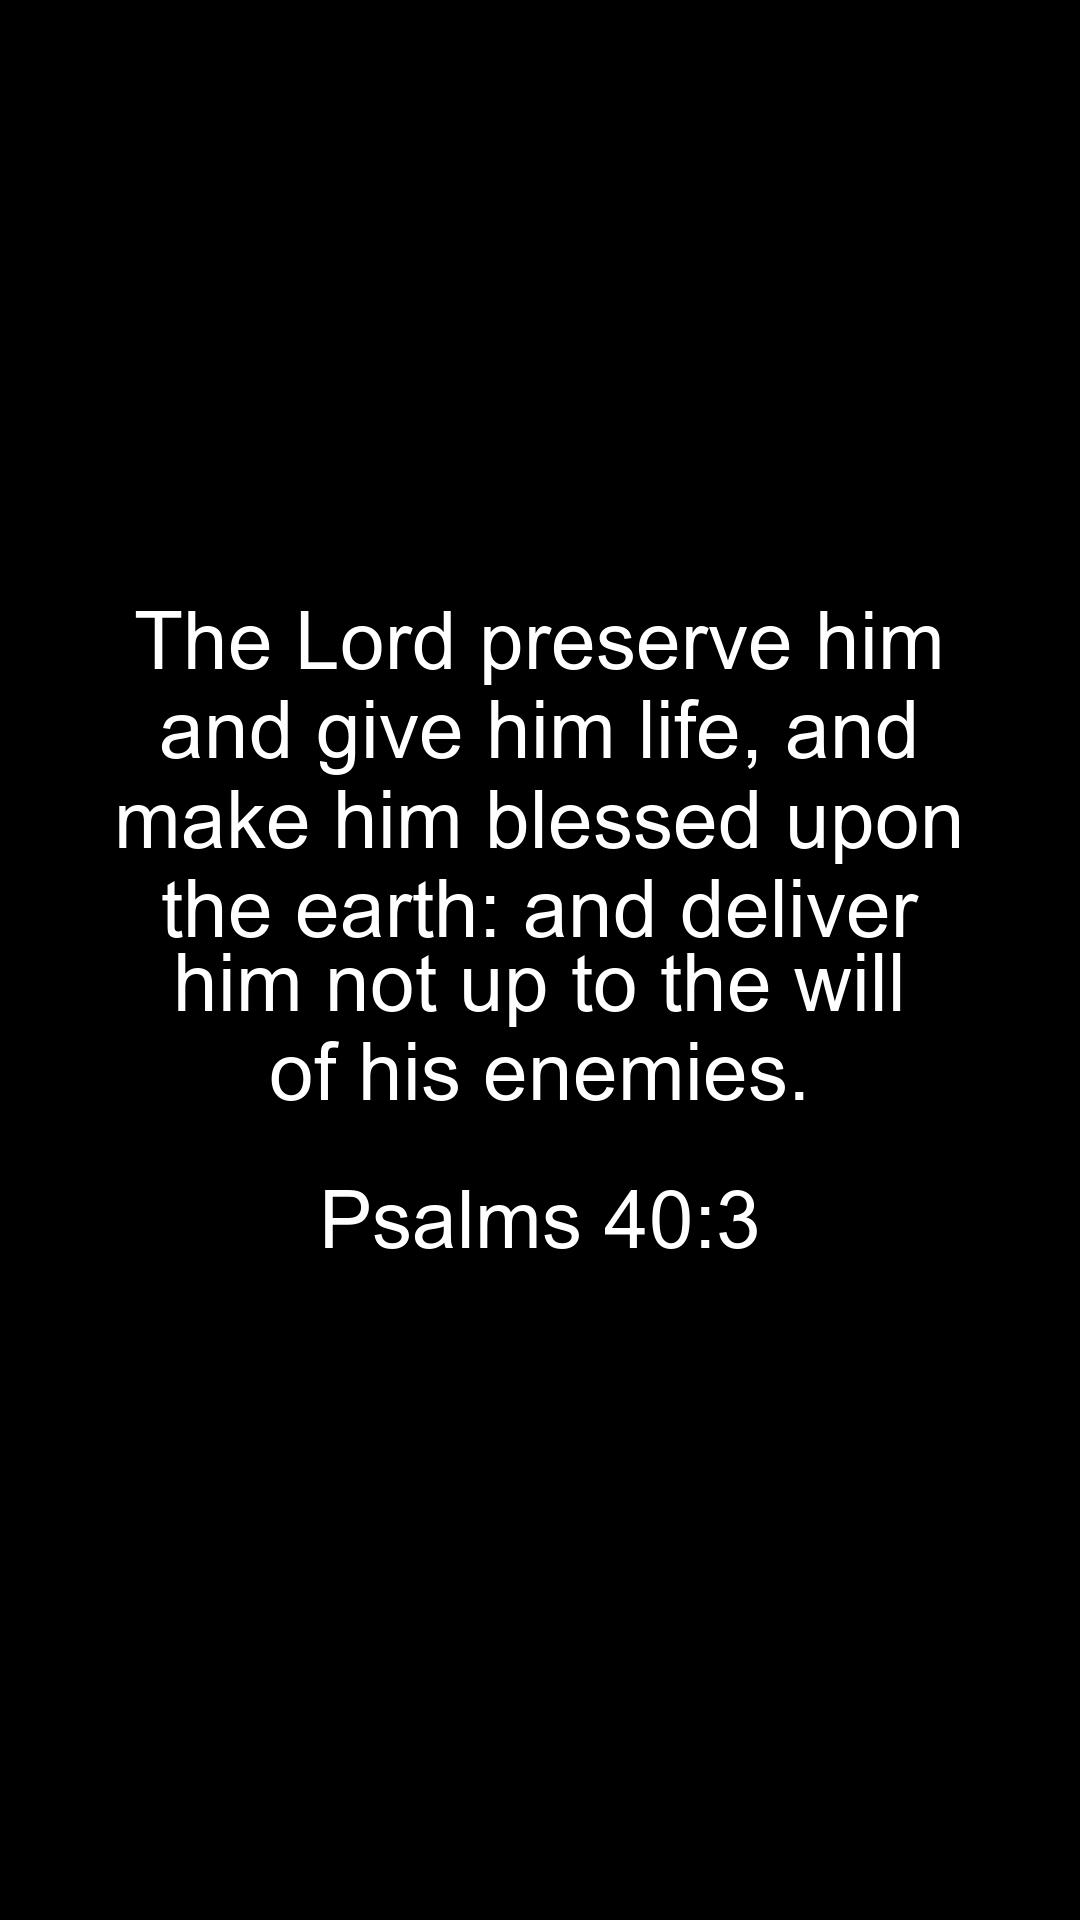 The Lord preserve him
and give him life, and
make him blessed upon
the earth: and deliver
him not up to the will
of his enemies.
Psalms 40:3